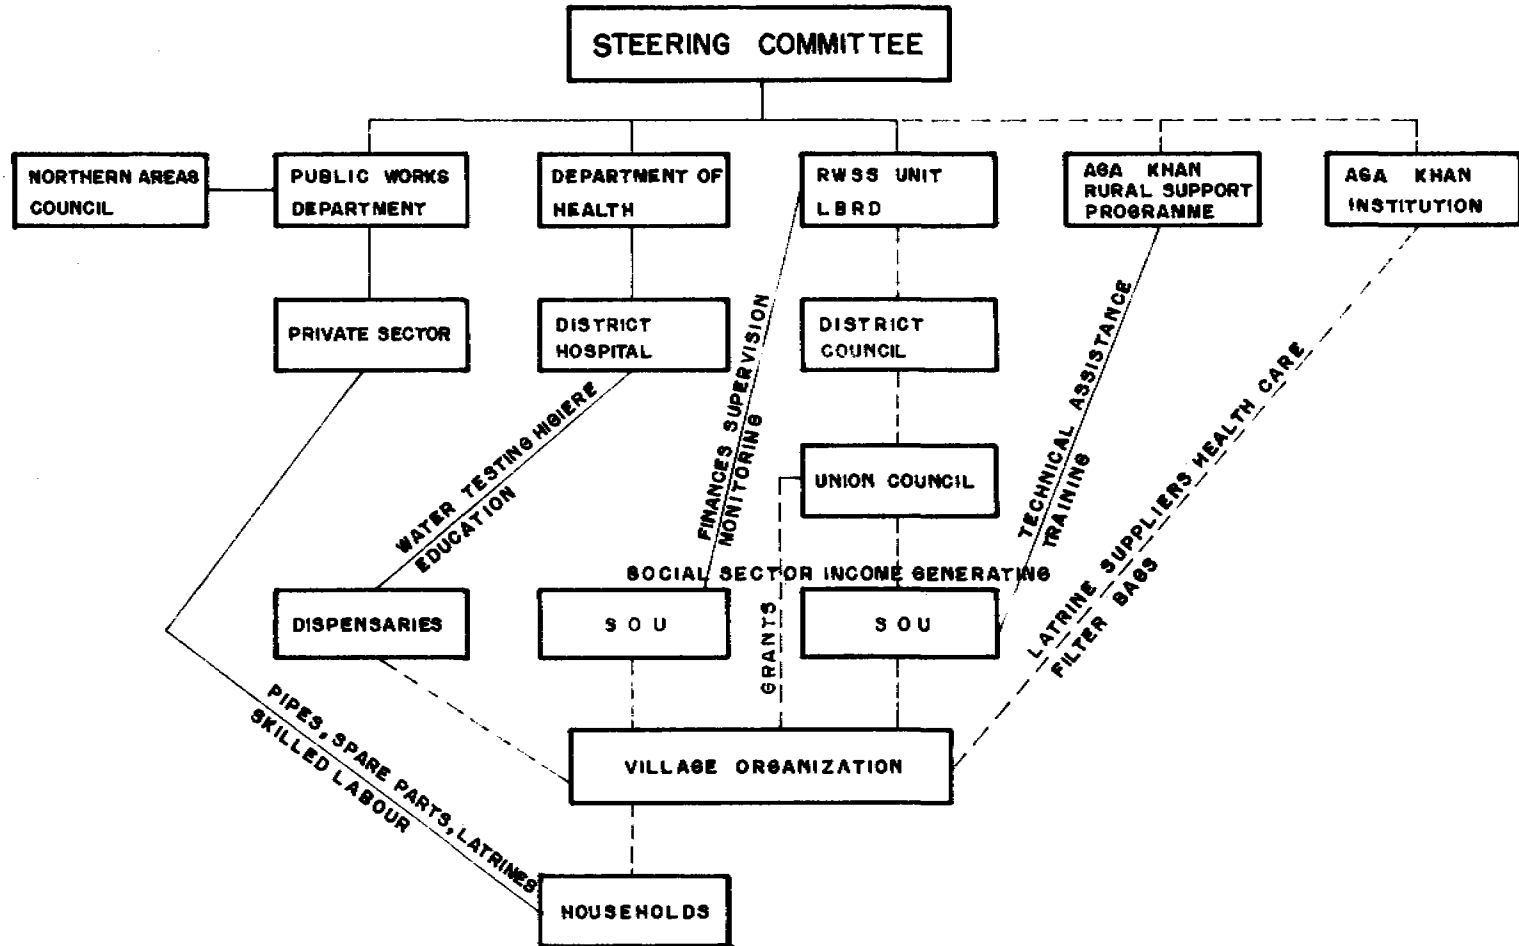 STEERING COMMITTEE
NORTHERN AREAS
COUNCIL
PUBLIC WORKS
DEPARTMENT
DEPARTMENT OF
HEALTH
RWSS UNIT
LBRD
AGA KHAN
RURAL SUPPORT
PROGRAMME
AGA KHAN
INSTITUTION
PRIVATE SECTOR
DISTRICT
HOSPITAL
DISTRICT
COUNCIL
WATER TESTING HIGIERE
EDUCATION
FINANCES SUPERVISION
MONITORING
UNION COUNCIL
TECHNICAL ASSISTANCE
TRAINING
LATRINE SUPPLIERS HEALTH CARE
FILTER BAGS
SOCIAL SECTOR INCOME GENERATING
DISPENSARIES
SOU
SOU
GRANTS
PIPES, SPARE PARTS, LATRINES
SKILLED LABOUR
VILLAGE ORGANIZATION
HOUSEHOLDS